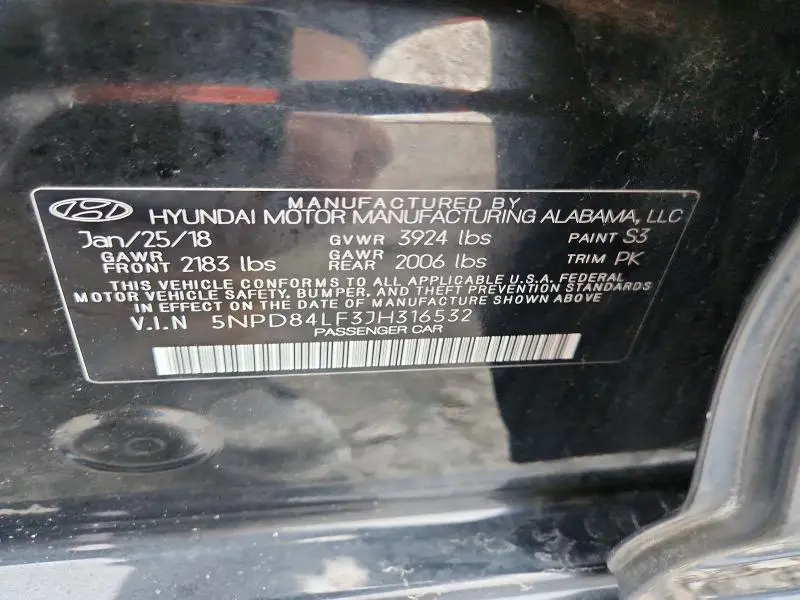 MANUFACTURED BY
HYUNDAI MOTOR MANUFACTURING ALABAMA, LLC
Jan/25/18 GVWR 3924 lbs PAINT S3
GAWR FRONT 2183 lbs GAWR REAR 2006 lbs TRIM PK
THIS VEHICLE CONFORMS TO ALL APPLICABLE U.S.A. FEDERAL
MOTOR VEHICLE SAFETY, BUMPER, AND THEFT PREVENTION STANDARDS
IN EFFECT ON THE DATE OF MANUFACTURE SHOWN ABOVE
V.I.N 5NPD84LF3JH316532
PASSENGER CAR